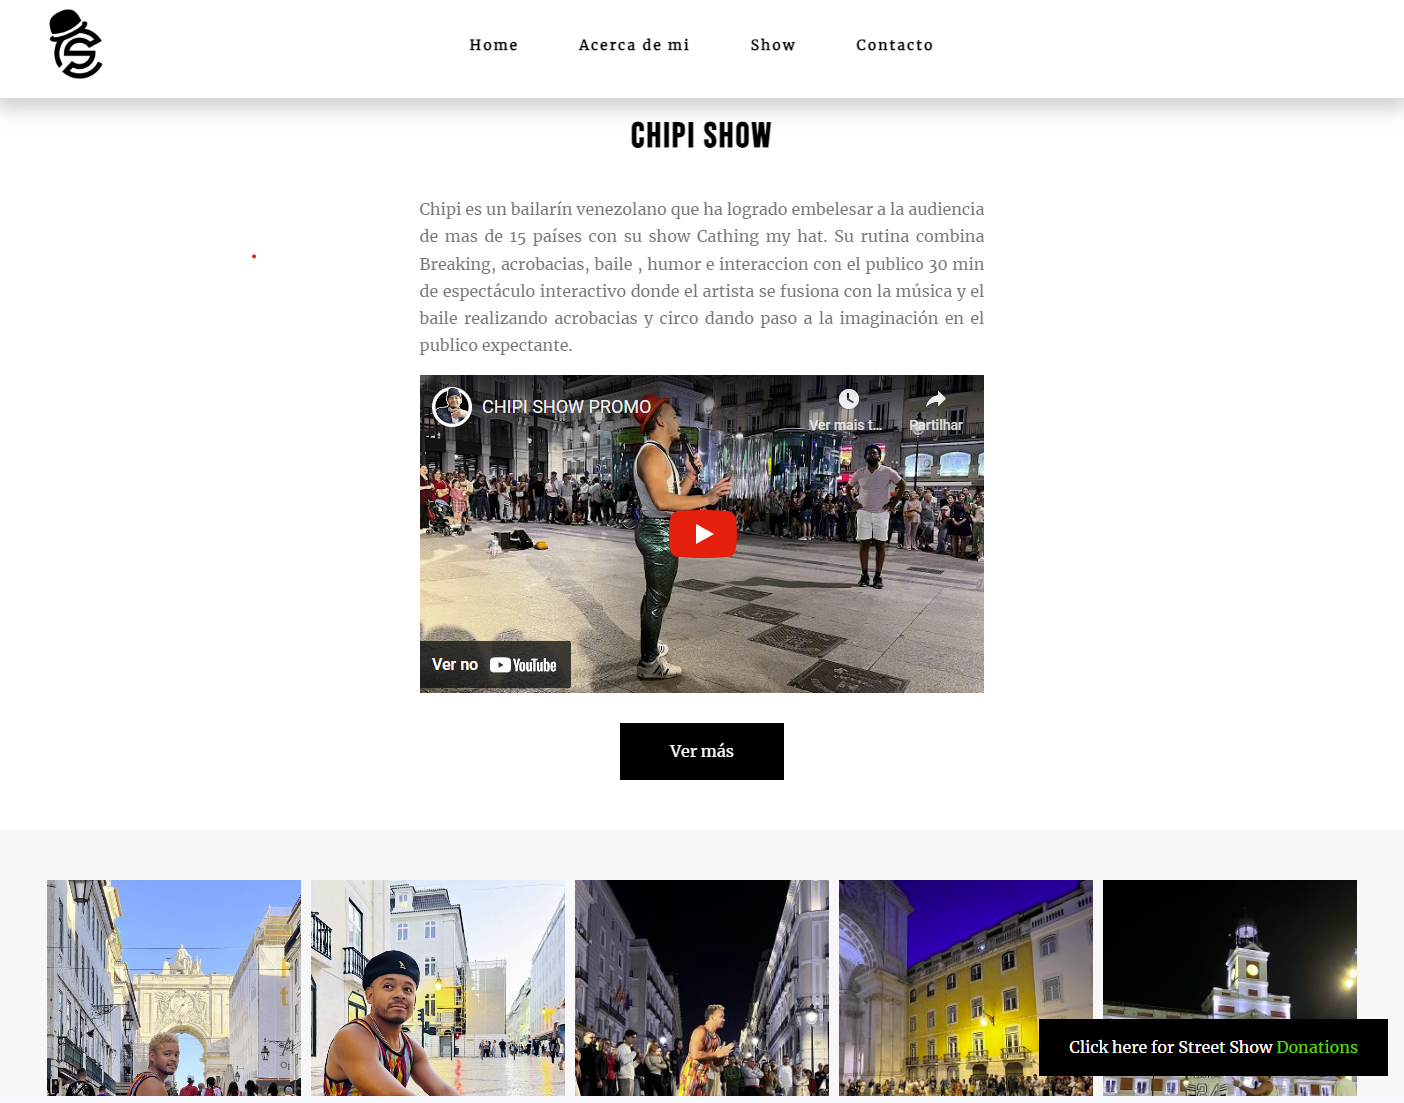 Home Acerca de mi Show Contacto
CHIPI SHOW
Chipi es un bailarín venezolano que ha logrado embelesar a la audiencia
de mas de 15 países con su show Cathing my hat. Su rutina combina
Breaking, acrobacias, baile , humor e interaccion con el publico 30 min
de espectáculo interactivo donde el artista se fusiona con la música y el
baile realizando acrobacias y circo dando paso a la imaginación en el
publico expectante.
CHIPI SHOW PROMO
Ver mais t...
Partilhar
Ver no YouTube
Ver más
Click here for Street Show Donations